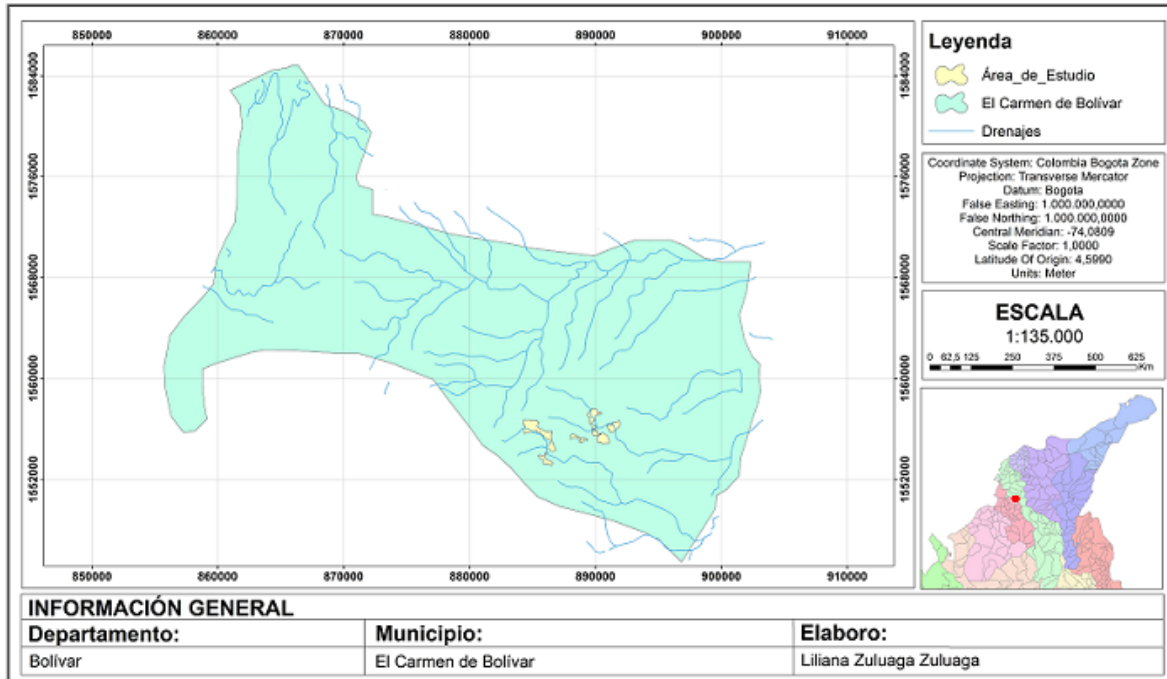 850000 860000 870000 880000 890000 900000 910000
1584000 1584000
1576000 1576000
1568000 1568000
1560000 1560000
1552000 1552000
850000 860000 870000 880000 890000 900000 910000
Leyenda
Área_de_Estudio
El Carmen de Bolívar
Drenajes
Coordinate System: Colombia Bogota Zone
Projection: Transverse Mercator
Datum: Bogota
False Easting: 1.000.000,0000
False Northing: 1.000.000,0000
Central Meridian: -74,0809
Scale Factor: 1,0000
Latitude Of Origin: 4,5990
Units: Meter
ESCALA
1:135.000
0 62,5 125 250 375 500 625
Km
INFORMACIÓN GENERAL
Departamento: Municipio: Elaboro:
Bolívar El Carmen de Bolívar Liliana Zuluaga Zuluaga